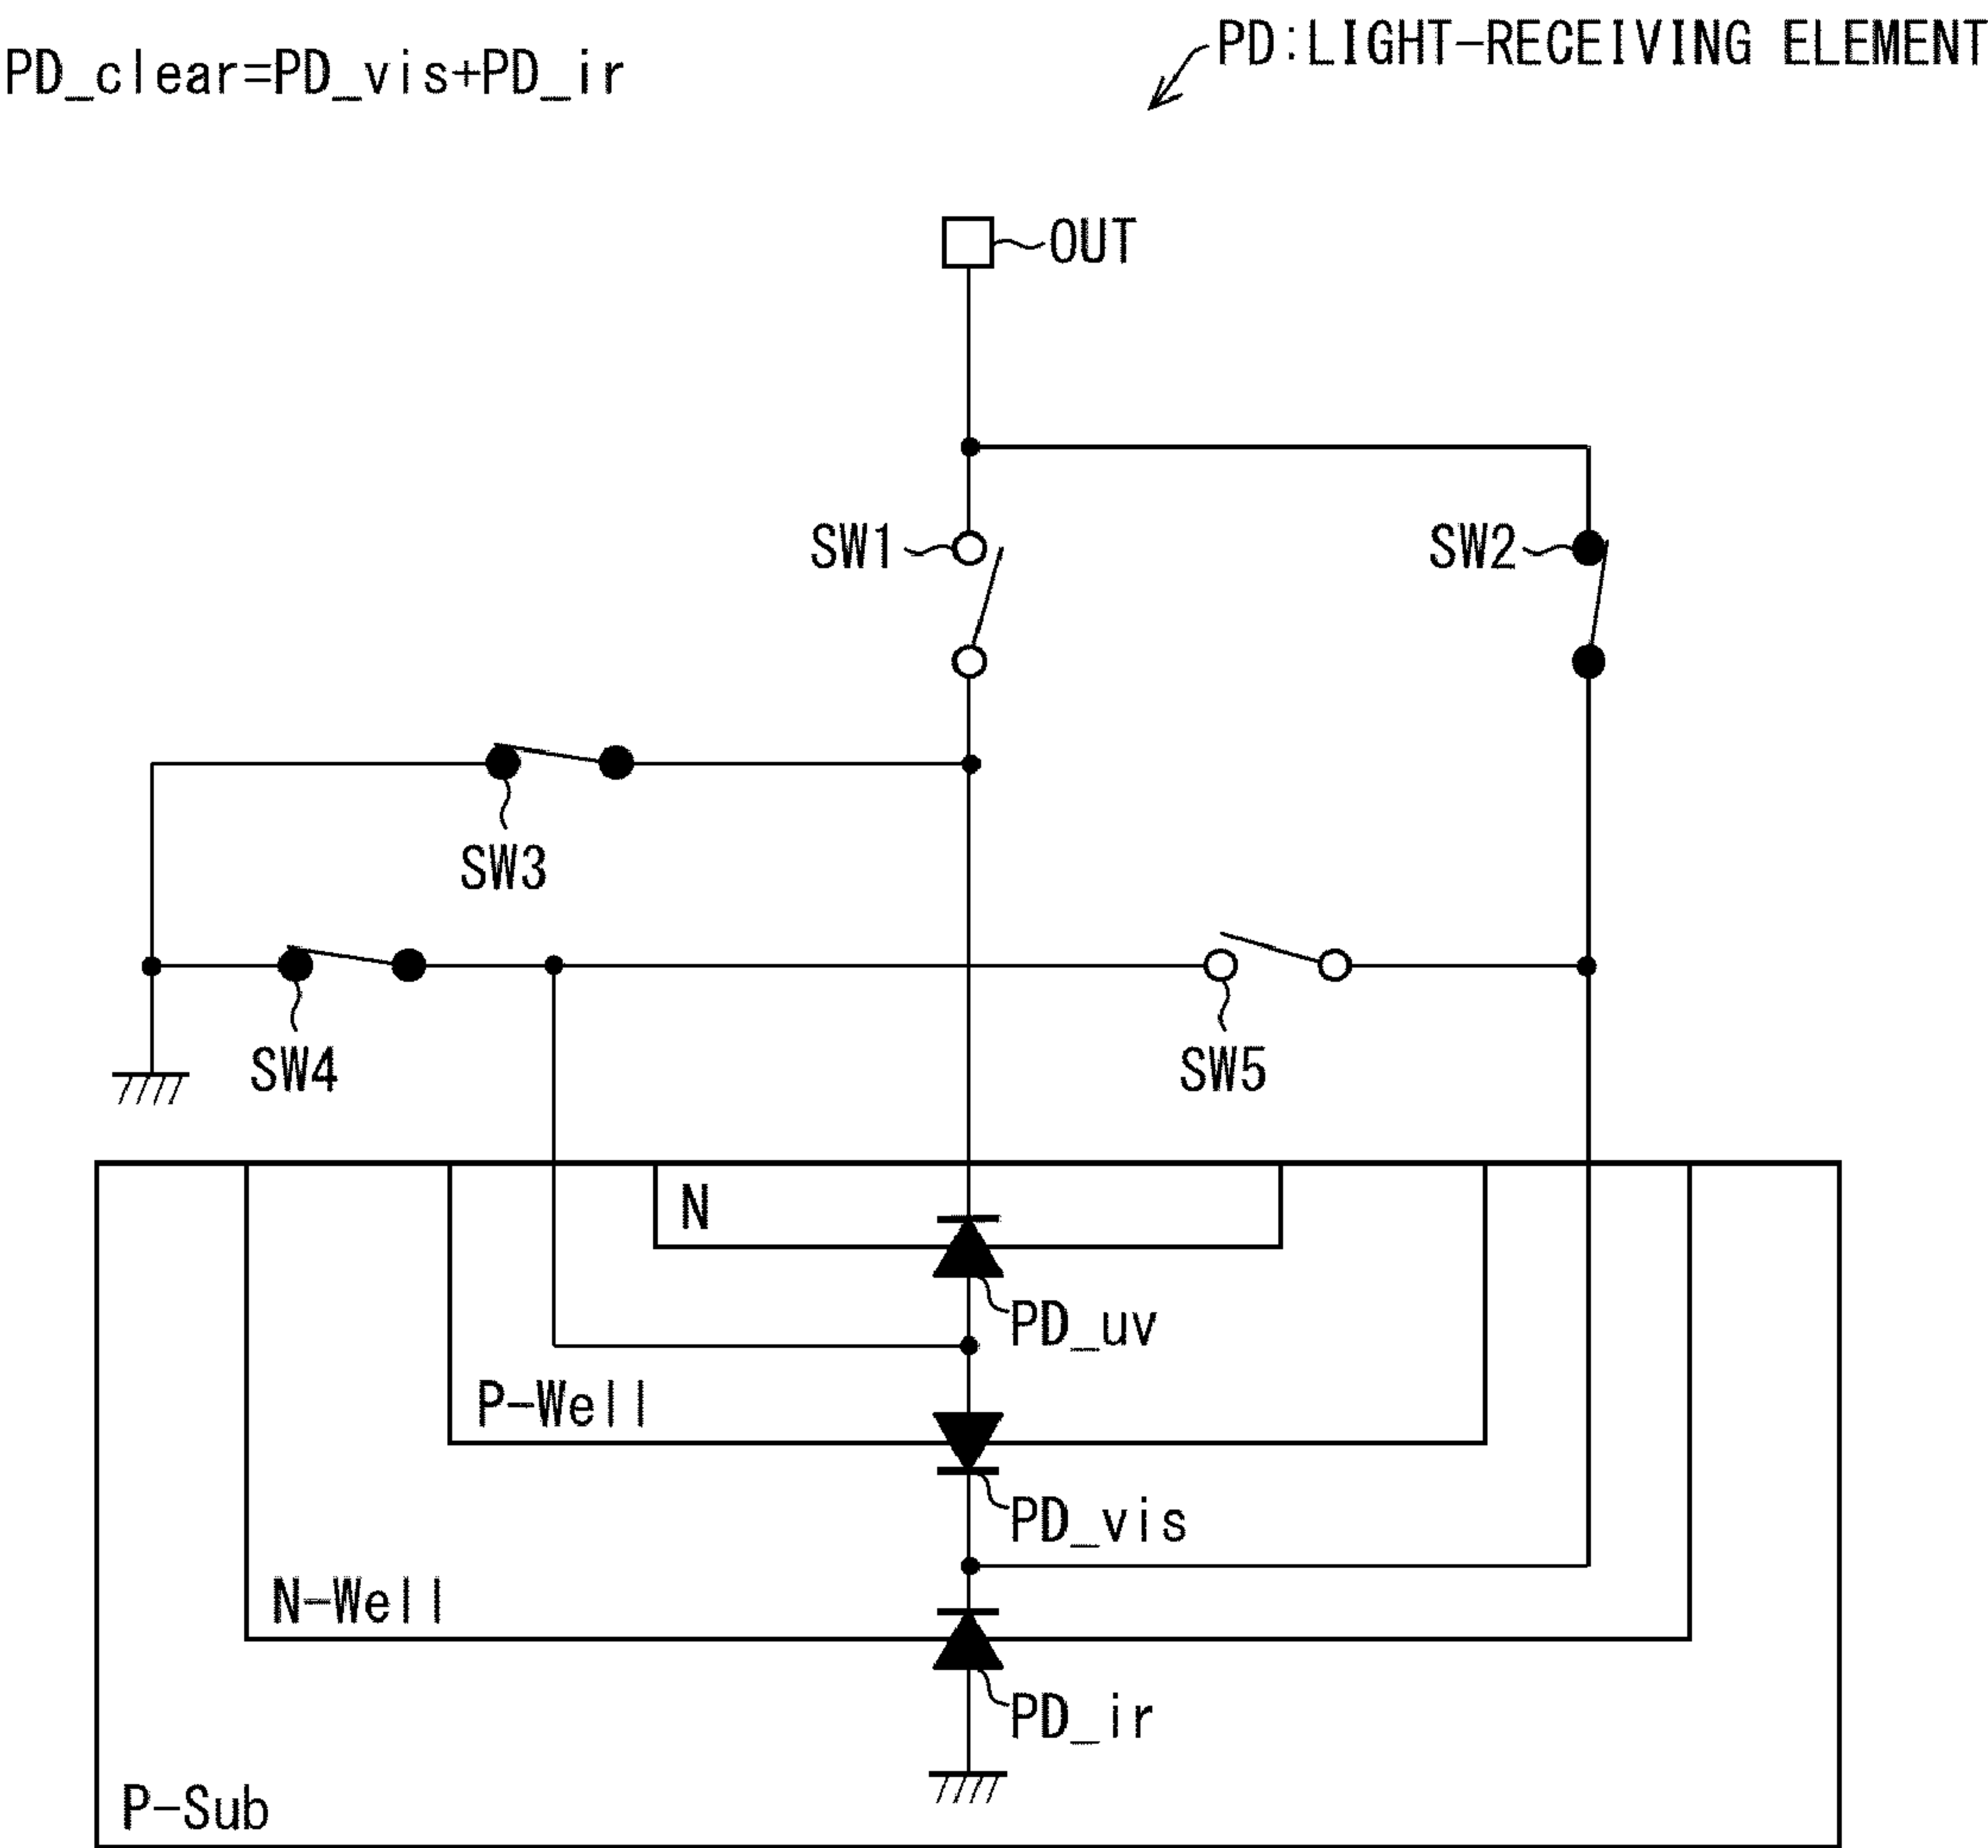 PD_clear=PD_vis+PD_ir
PD:LIGHT-RECEIVING ELEMENT
OUT
SW1
SW2
SW3
SW4
SW5
N
PD_uv
P-Well
PD_vis
N-Well
PD_ir
P-Sub